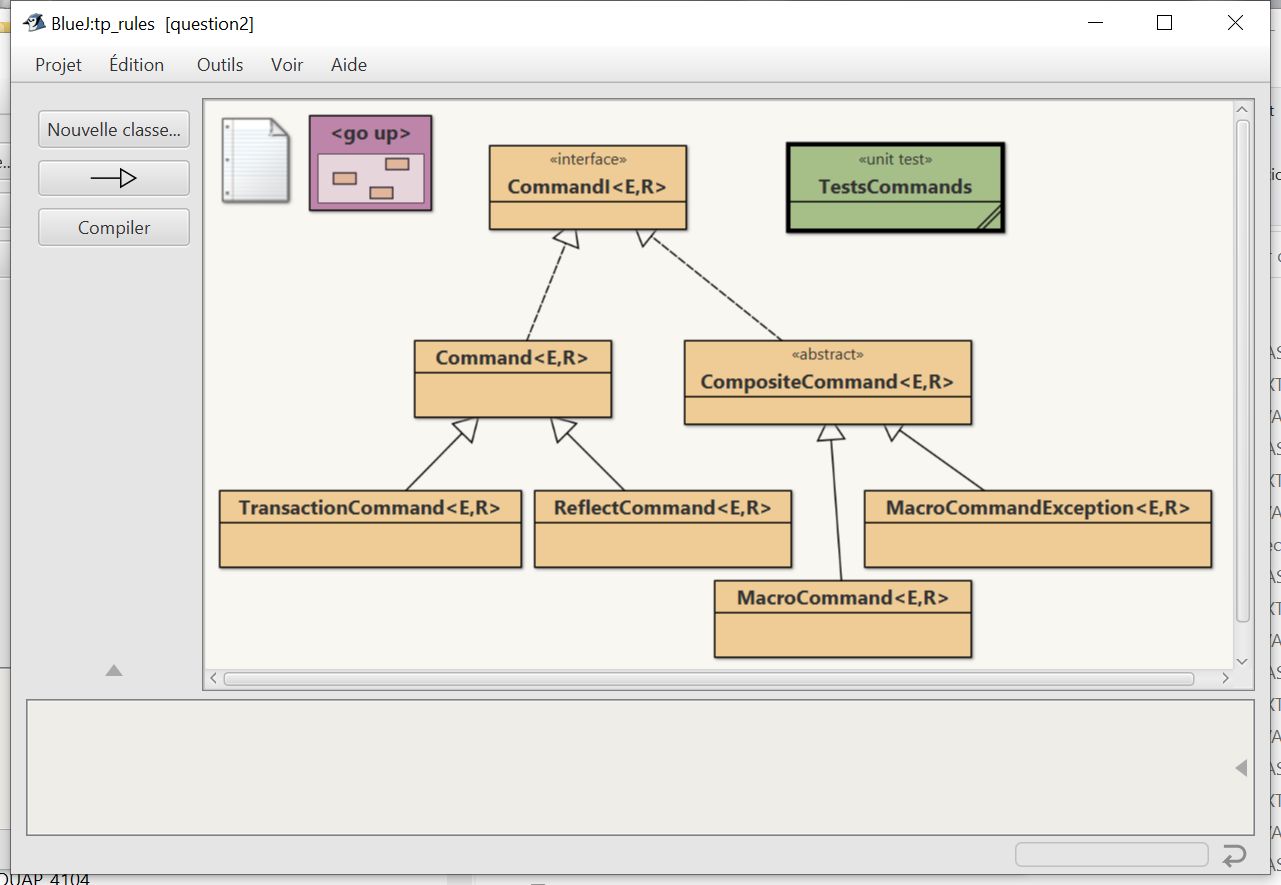 BlueJ:tp_rules [question2]
Projet Édition Outils Voir Aide
Nouvelle classe...
Compiler
<go up>
«interface»
CommandI<E,R>
«unit test»
TestsCommands
Command<E,R>
«abstract»
CompositeCommand<E,R>
TransactionCommand<E,R>
ReflectCommand<E,R>
MacroCommandException<E,R>
MacroCommand<E,R>